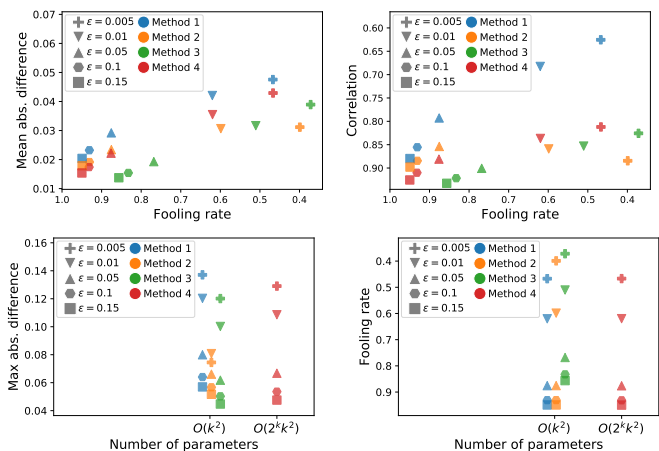 0.07
0.06
0.05
0.04
0.03
0.02
0.01
Mean abs. difference
ε = 0.005 Method 1
ε = 0.01 Method 2
ε = 0.05 Method 3
ε = 0.1 Method 4
ε = 0.15
1.0 0.9 0.8 0.7 0.6 0.5 0.4
Fooling rate
0.60
0.65
0.70
0.75
0.80
0.85
0.90
Correlation
ε = 0.005 Method 1
ε = 0.01 Method 2
ε = 0.05 Method 3
ε = 0.1 Method 4
ε = 0.15
1.0 0.9 0.8 0.7 0.6 0.5 0.4
Fooling rate
0.16
0.14
0.12
0.10
0.08
0.06
0.04
Max abs. difference
ε = 0.005 Method 1
ε = 0.01 Method 2
ε = 0.05 Method 3
ε = 0.1 Method 4
ε = 0.15
O(k²) O(2ᵏk²)
Number of parameters
0.4
0.5
0.6
0.7
0.8
0.9
Fooling rate
ε = 0.005 Method 1
ε = 0.01 Method 2
ε = 0.05 Method 3
ε = 0.1 Method 4
ε = 0.15
O(k²) O(2ᵏk²)
Number of parameters